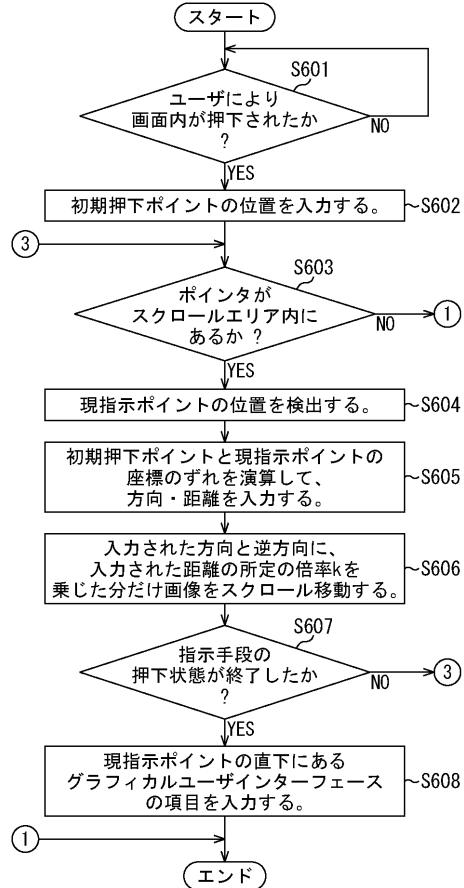 スタート
S601
ユーザにより
画面内が押下されたか
?
NO
YES
初期押下ポイントの位置を入力する。
S602
③
S603
ポインタが
スクロールエリア内に
あるか ?
NO
①
YES
現指示ポイントの位置を検出する。
S604
初期押下ポイントと現指示ポイントの
座標のずれを演算して、
方向・距離を入力する。
S605
入力された方向と逆方向に、
入力された距離の所定の倍率kを
乗じた分だけ画像をスクロール移動する。
S606
S607
指示手段の
押下状態が終了したか
?
NO
③
YES
現指示ポイントの直下にある
グラフィカルユーザインターフェース
の項目を入力する。
S608
①
エンド